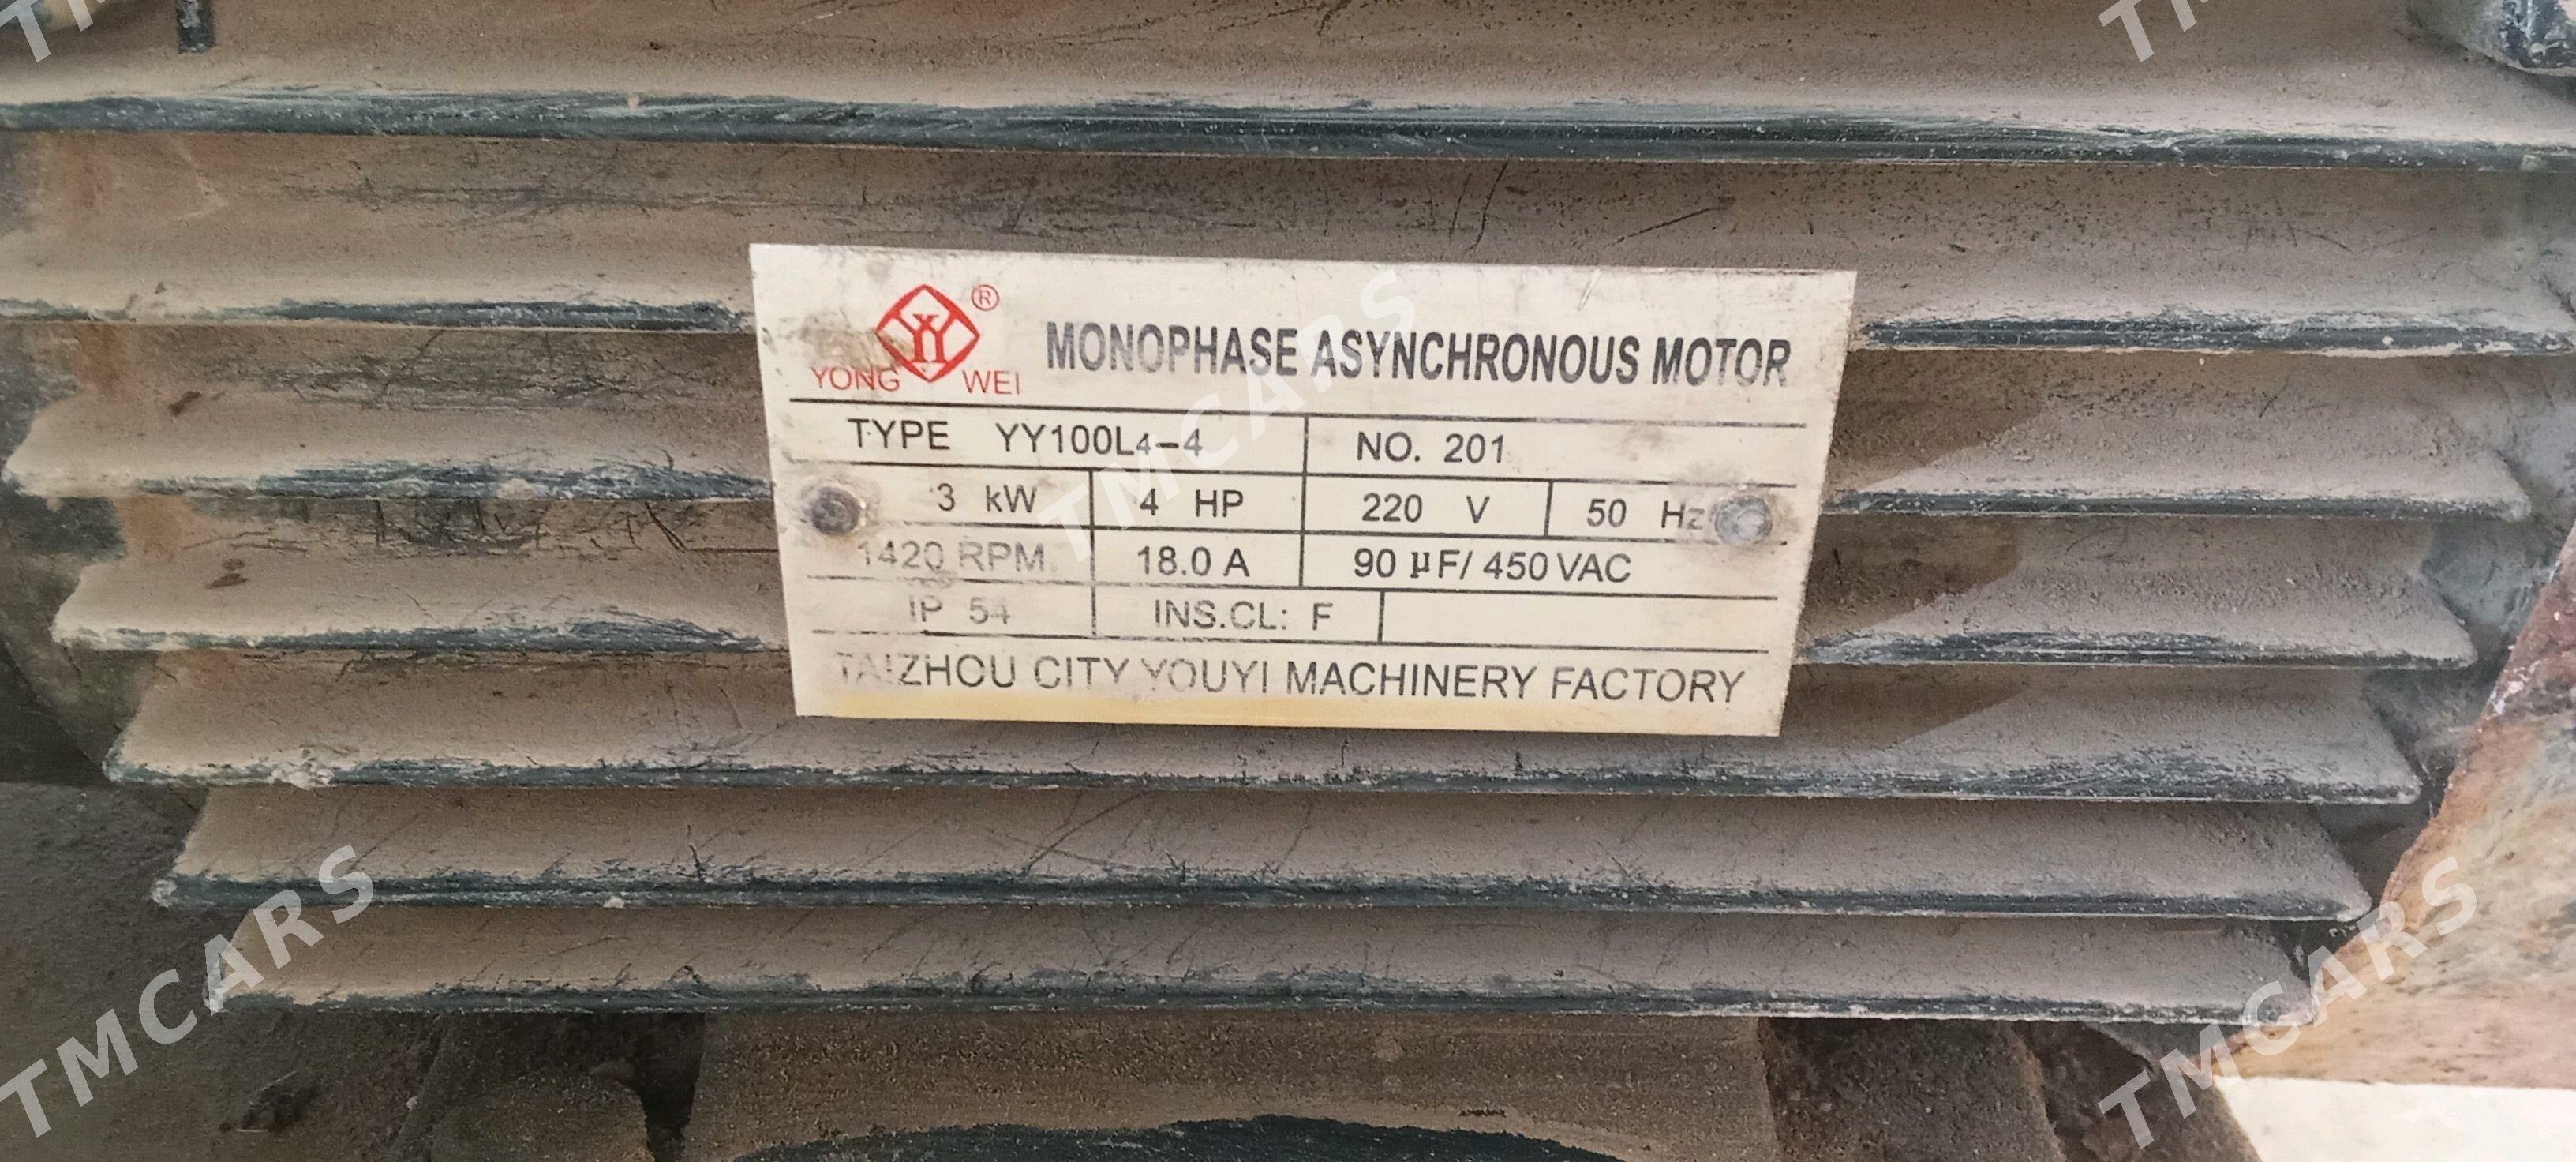 YONG WEI ® MONOPHASE ASYNCHRONOUS MOTOR
TYPE YY100L4-4 NO. 201
3 kW 4 HP 220 V 50 Hz
1420 RPM 18.0 A 90 μF/ 450 VAC
IP 54 INS.CL: F
TAIZHOU CITY YOUYI MACHINERY FACTORY
TMCARS
TMCARS
TMCARS